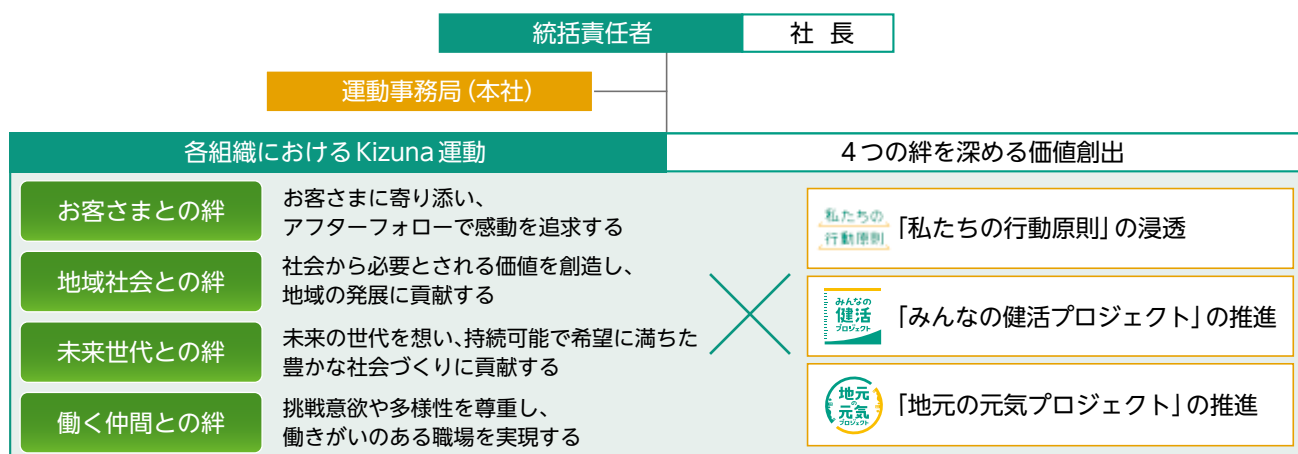 統括責任者 社 長
運動事務局(本社)
各組織におけるKizuna運動
4つの絆を深める価値創出
お客さまとの絆
お客さまに寄り添い、
アフターフォローで感動を追求する
地域社会との絆
社会から必要とされる価値を創造し、
地域の発展に貢献する
未来世代との絆
未来の世代を想い、持続可能で希望に満ちた
豊かな社会づくりに貢献する
働く仲間との絆
挑戦意欲や多様性を尊重し、
働きがいのある職場を実現する
私たちの
行動原則
「私たちの行動原則」の浸透
みんなの
健活
プロジェクト
「みんなの健活プロジェクト」の推進
地元
の
元気
プロジェクト
「地元の元気プロジェクト」の推進